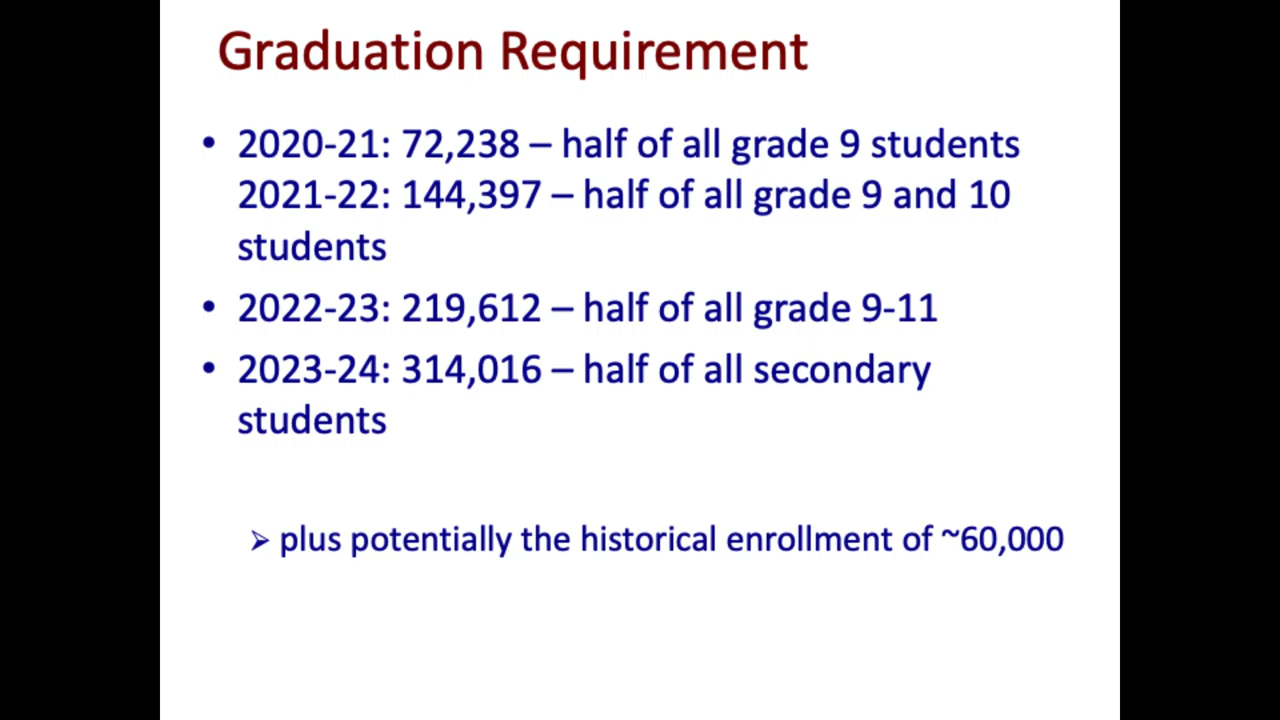 Graduation Requirement
• 2020-21: 72,238 – half of all grade 9 students
2021-22: 144,397 – half of all grade 9 and 10
students
• 2022-23: 219,612 – half of all grade 9-11
• 2023-24: 314,016 – half of all secondary
students
➢ plus potentially the historical enrollment of ~60,000